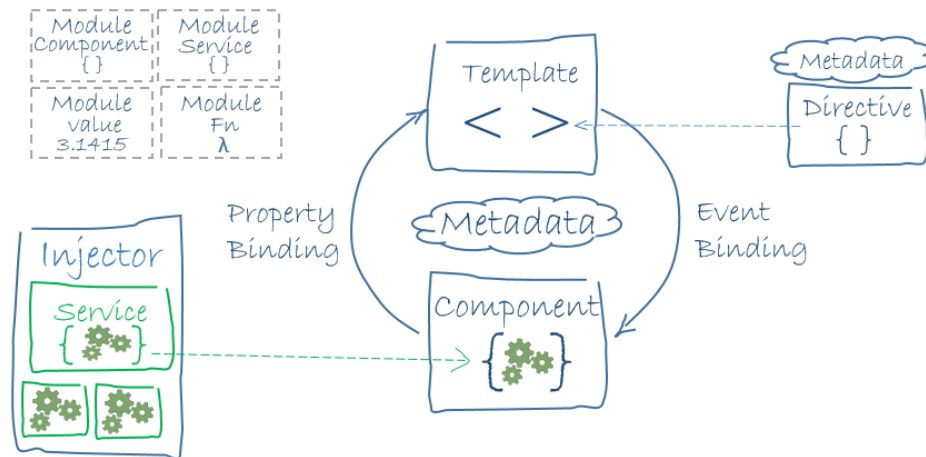 Module
Component
{ }
Module
Service
{ }
Module
value
3.1415
Module
Fn
λ
Template
< >
Metadata
Directive
{ }
Property
Binding
Metadata
Event
Binding
Injector
Service
{ }
Component
{ }